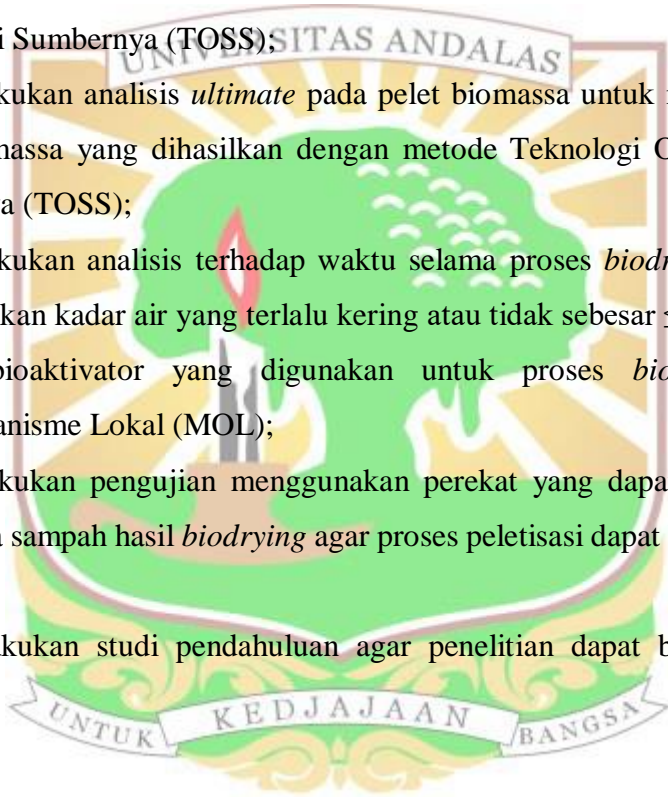 i Sumbernya (TOSS);
UNIVERSITAS ANDALAS
kukan analisis ultimate pada pelet biomassa untuk
massa yang dihasilkan dengan metode Teknologi
a (TOSS);
kukan analisis terhadap waktu selama proses biodr
kan kadar air yang terlalu kering atau tidak sebesar ≤
bioaktivator yang digunakan untuk proses bio
anisme Lokal (MOL);
kukan pengujian menggunakan perekat yang dapa
a sampah hasil biodrying agar proses peletisasi dapat
akukan studi pendahuluan agar penelitian dapat b
UNTUK KEDJAJAAN BANGSA